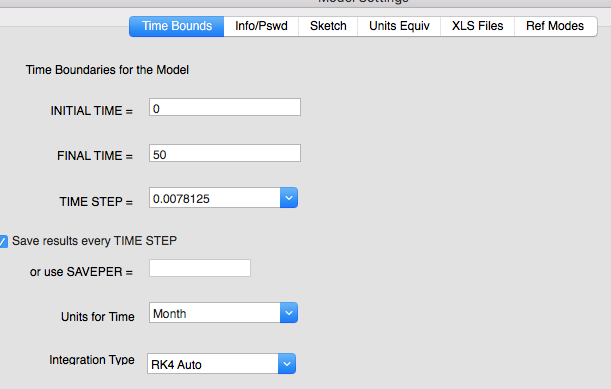 Model Settings
Time Bounds Info/Pswd Sketch Units Equiv XLS Files Ref Modes
Time Boundaries for the Model
INITIAL TIME = 0
FINAL TIME = 50
TIME STEP = 0.0078125
Save results every TIME STEP
or use SAVEPER =
Units for Time Month
Integration Type RK4 Auto